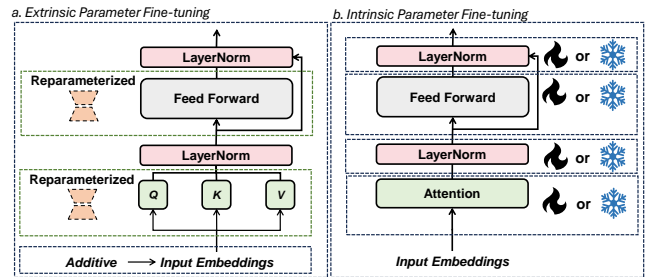 a. Extrinsic Parameter Fine-tuning
LayerNorm
Reparameterized
Feed Forward
LayerNorm
Reparameterized
Q
K
V
Additive
Input Embeddings
b. Intrinsic Parameter Fine-tuning
LayerNorm
or
Feed Forward
or
LayerNorm
or
Attention
or
Input Embeddings